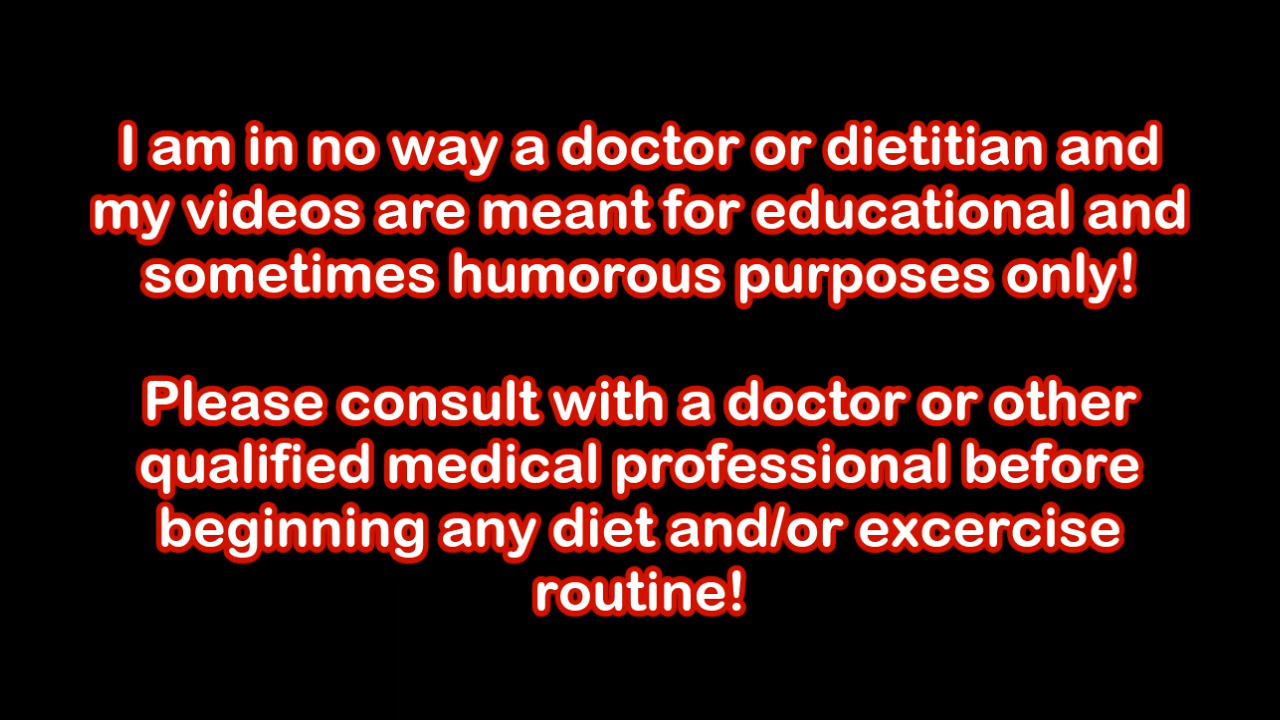 I am in no way a doctor or dietitian and
my videos are meant for educational and
sometimes humorous purposes only!
Please consult with a doctor or other
qualified medical professional before
beginning any diet and/or excercise
routine!